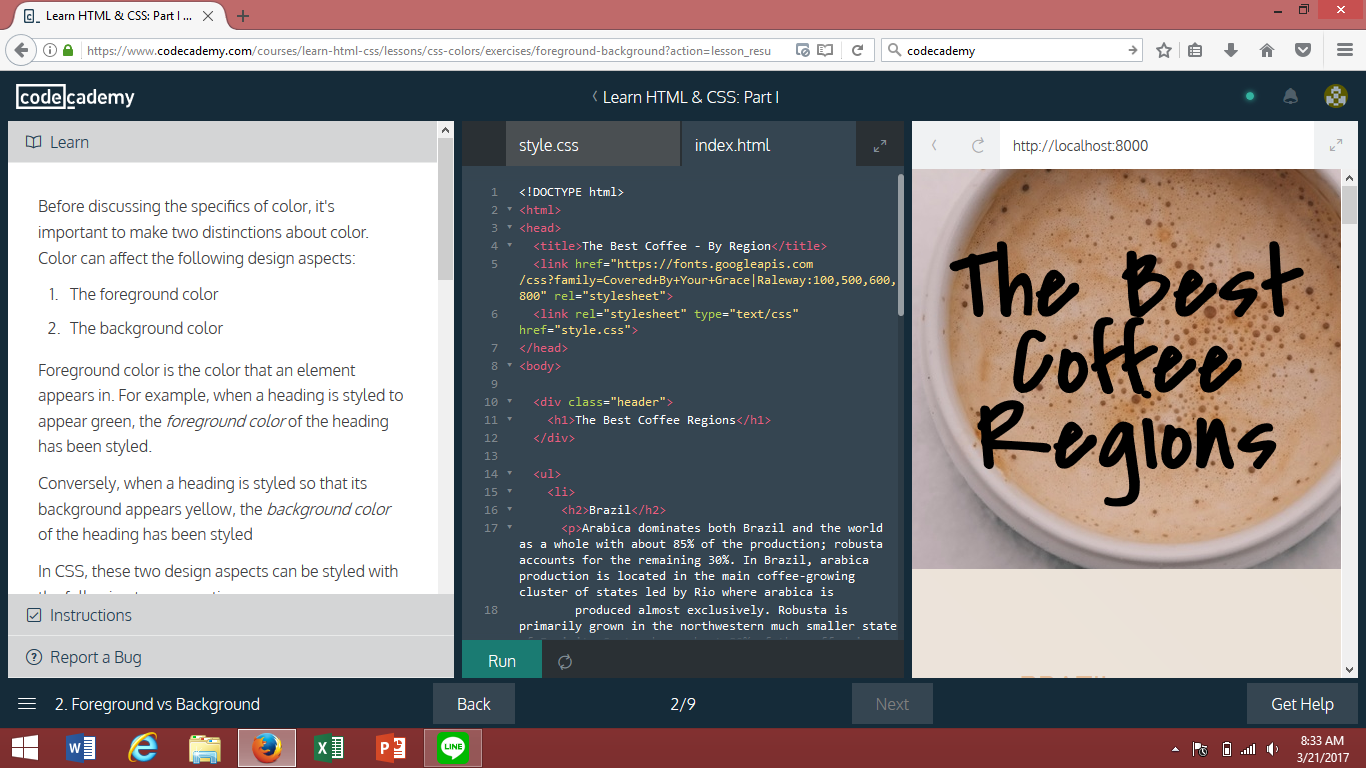 Learn HTML & CSS: Part I ...
https://www.codecademy.com/courses/learn-html-css/lessons/css-colors/exercises/foreground-background?action=lesson_resu
codecademy
codecademy
Learn HTML & CSS: Part I
Learn
Before discussing the specifics of color, it's
important to make two distinctions about color.
Color can affect the following design aspects:
1. The foreground color
2. The background color
Foreground color is the color that an element
appears in. For example, when a heading is styled to
appear green, the foreground color of the heading
has been styled.
Conversely, when a heading is styled so that its
background appears yellow, the background color
of the heading has been styled
In CSS, these two design aspects can be styled with
Instructions
Report a Bug
style.css
index.html
1 <!DOCTYPE html>
2 <html>
3 <head>
4 <title>The Best Coffee - By Region</title>
5 <link href="https://fonts.googleapis.com
/css?family=Covered+By+Your+Grace|Raleway:100,500,600,
800" rel="stylesheet">
6 <link rel="stylesheet" type="text/css"
href="style.css">
7 </head>
8 <body>
9
10 <div class="header">
11 <h1>The Best Coffee Regions</h1>
12 </div>
13
14 <ul>
15 <li>
16 <h2>Brazil</h2>
17 <p>Arabica dominates both Brazil and the world
as a whole with about 85% of the production; robusta
accounts for the remaining 30%. In Brazil, arabica
production is located in the main coffee-growing
cluster of states led by Rio where arabica is
18 produced almost exclusively. Robusta is
primarily grown in the northwestern much smaller state
Run
http://localhost:8000
The Best
Coffee
Regions
2. Foreground vs Background
Back
2/9
Next
Get Help
LINE
8:33 AM
3/21/2017